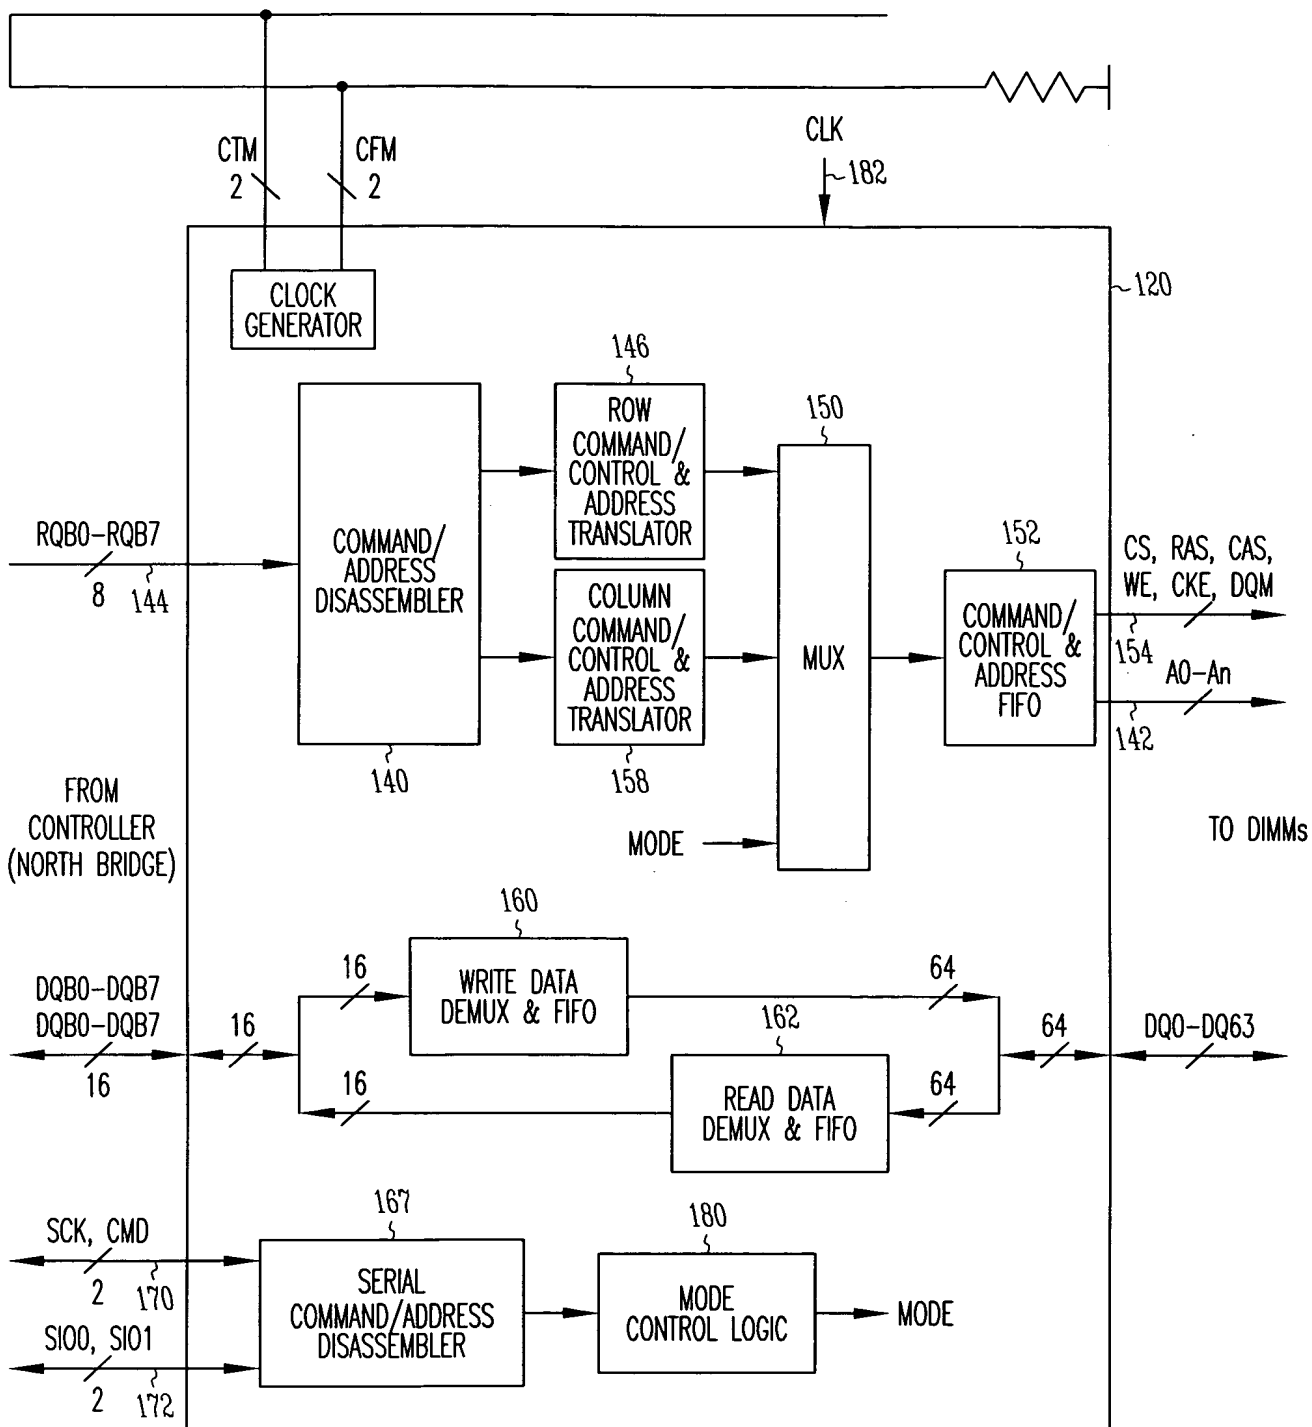 CLK
CTM
2
CFM
2
182
CLOCK
GENERATOR
120
146
ROW
COMMAND/
CONTROL &
ADDRESS
TRANSLATOR
150
RQB0-RQB7
8
144
COMMAND/
ADDRESS
DISASSEMBLER
140
COLUMN
COMMAND/
CONTROL &
ADDRESS
TRANSLATOR
158
MUX
MODE
152
COMMAND/
CONTROL &
ADDRESS
FIFO
CS, RAS, CAS,
WE, CKE, DQM
154
A0-An
142
FROM
CONTROLLER
(NORTH BRIDGE)
TO DIMMs
160
WRITE DATA
DEMUX & FIFO
16
64
DQB0-DQB7
DQB0-DQB7
16
16
162
READ DATA
DEMUX & FIFO
16
64
64
DQ0-DQ63
167
SERIAL
COMMAND/ADDRESS
DISASSEMBLER
SCK, CMD
2
170
SIO0, SIO1
2
172
180
MODE
CONTROL LOGIC
MODE